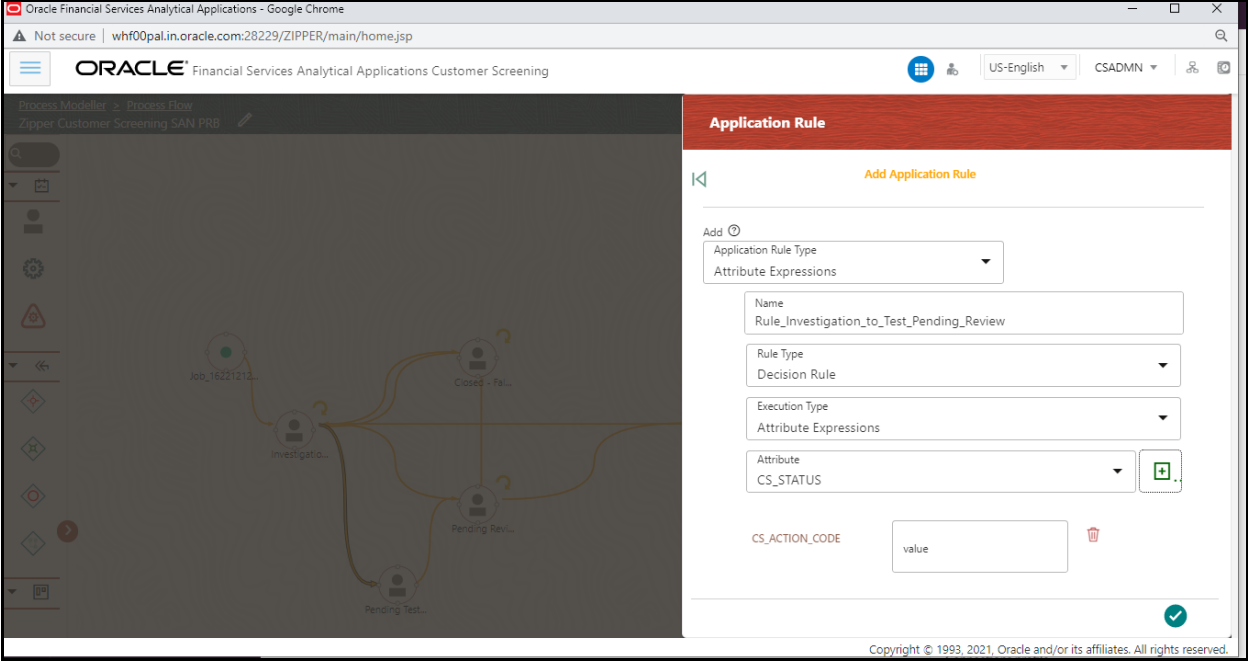 Oracle Financial Services Analytical Applications - Google Chrome
Not secure | whf00pal.in.oracle.com:28229/ZIPPER/main/home.jsp
ORACLE® Financial Services Analytical Applications Customer Screening
US-English
CSADMN
Process Modeller > Process Flow
Zipper Customer Screening SAN PRB
Application Rule
Add Application Rule
Add
Application Rule Type
Attribute Expressions
Name
Rule_Investigation_to_Test_Pending_Review
Rule Type
Decision Rule
Execution Type
Attribute Expressions
Attribute
CS_STATUS
CS_ACTION_CODE
value
Job_16221212...
Closed - Fal...
Investigatio...
Pending Revi...
Pending Test...
Copyright © 1993, 2021, Oracle and/or its affiliates. All rights reserved.